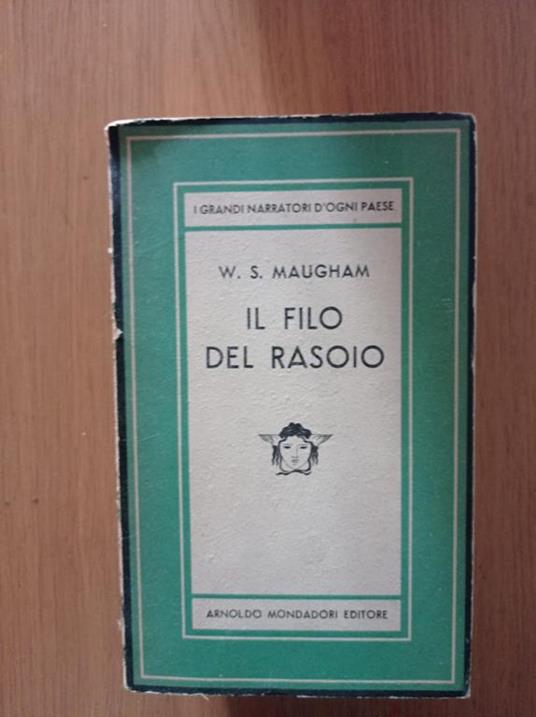 I GRANDI NARRATORI D'OGNI PAESE
W. S. MAUGHAM
IL FILO
DEL RASOIO
ARNOLDO MONDADORI EDITORE